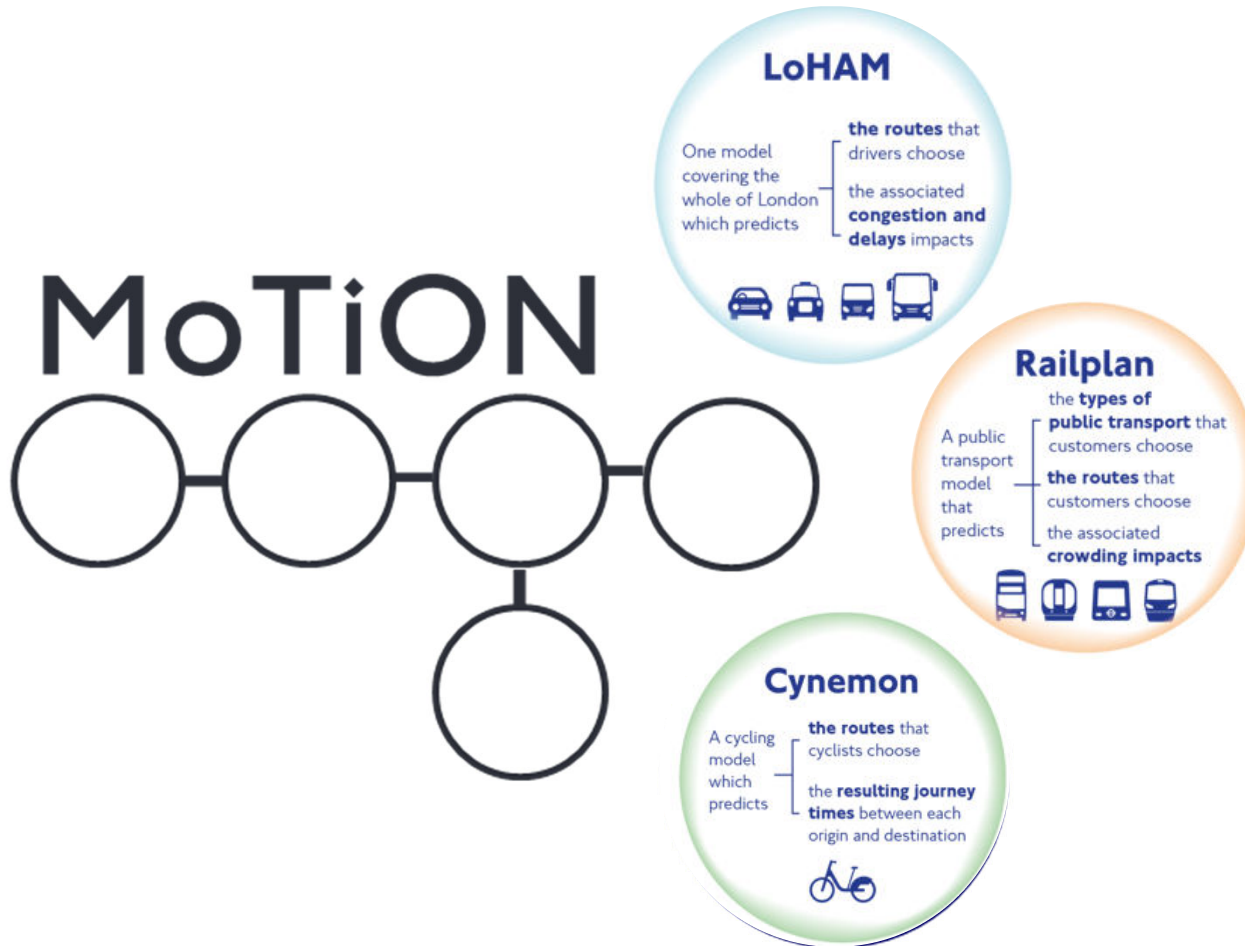 MoTiON
LoHAM
One model
covering the
whole of London
which predicts
the routes that
drivers choose
the associated
congestion and
delays impacts
Railplan
A public
transport
model
that
predicts
the types of
public transport that
customers choose
the routes that
customers choose
the associated
crowding impacts
Cynemon
A cycling
model
which
predicts
the routes that
cyclists choose
the resulting journey
times between each
origin and destination